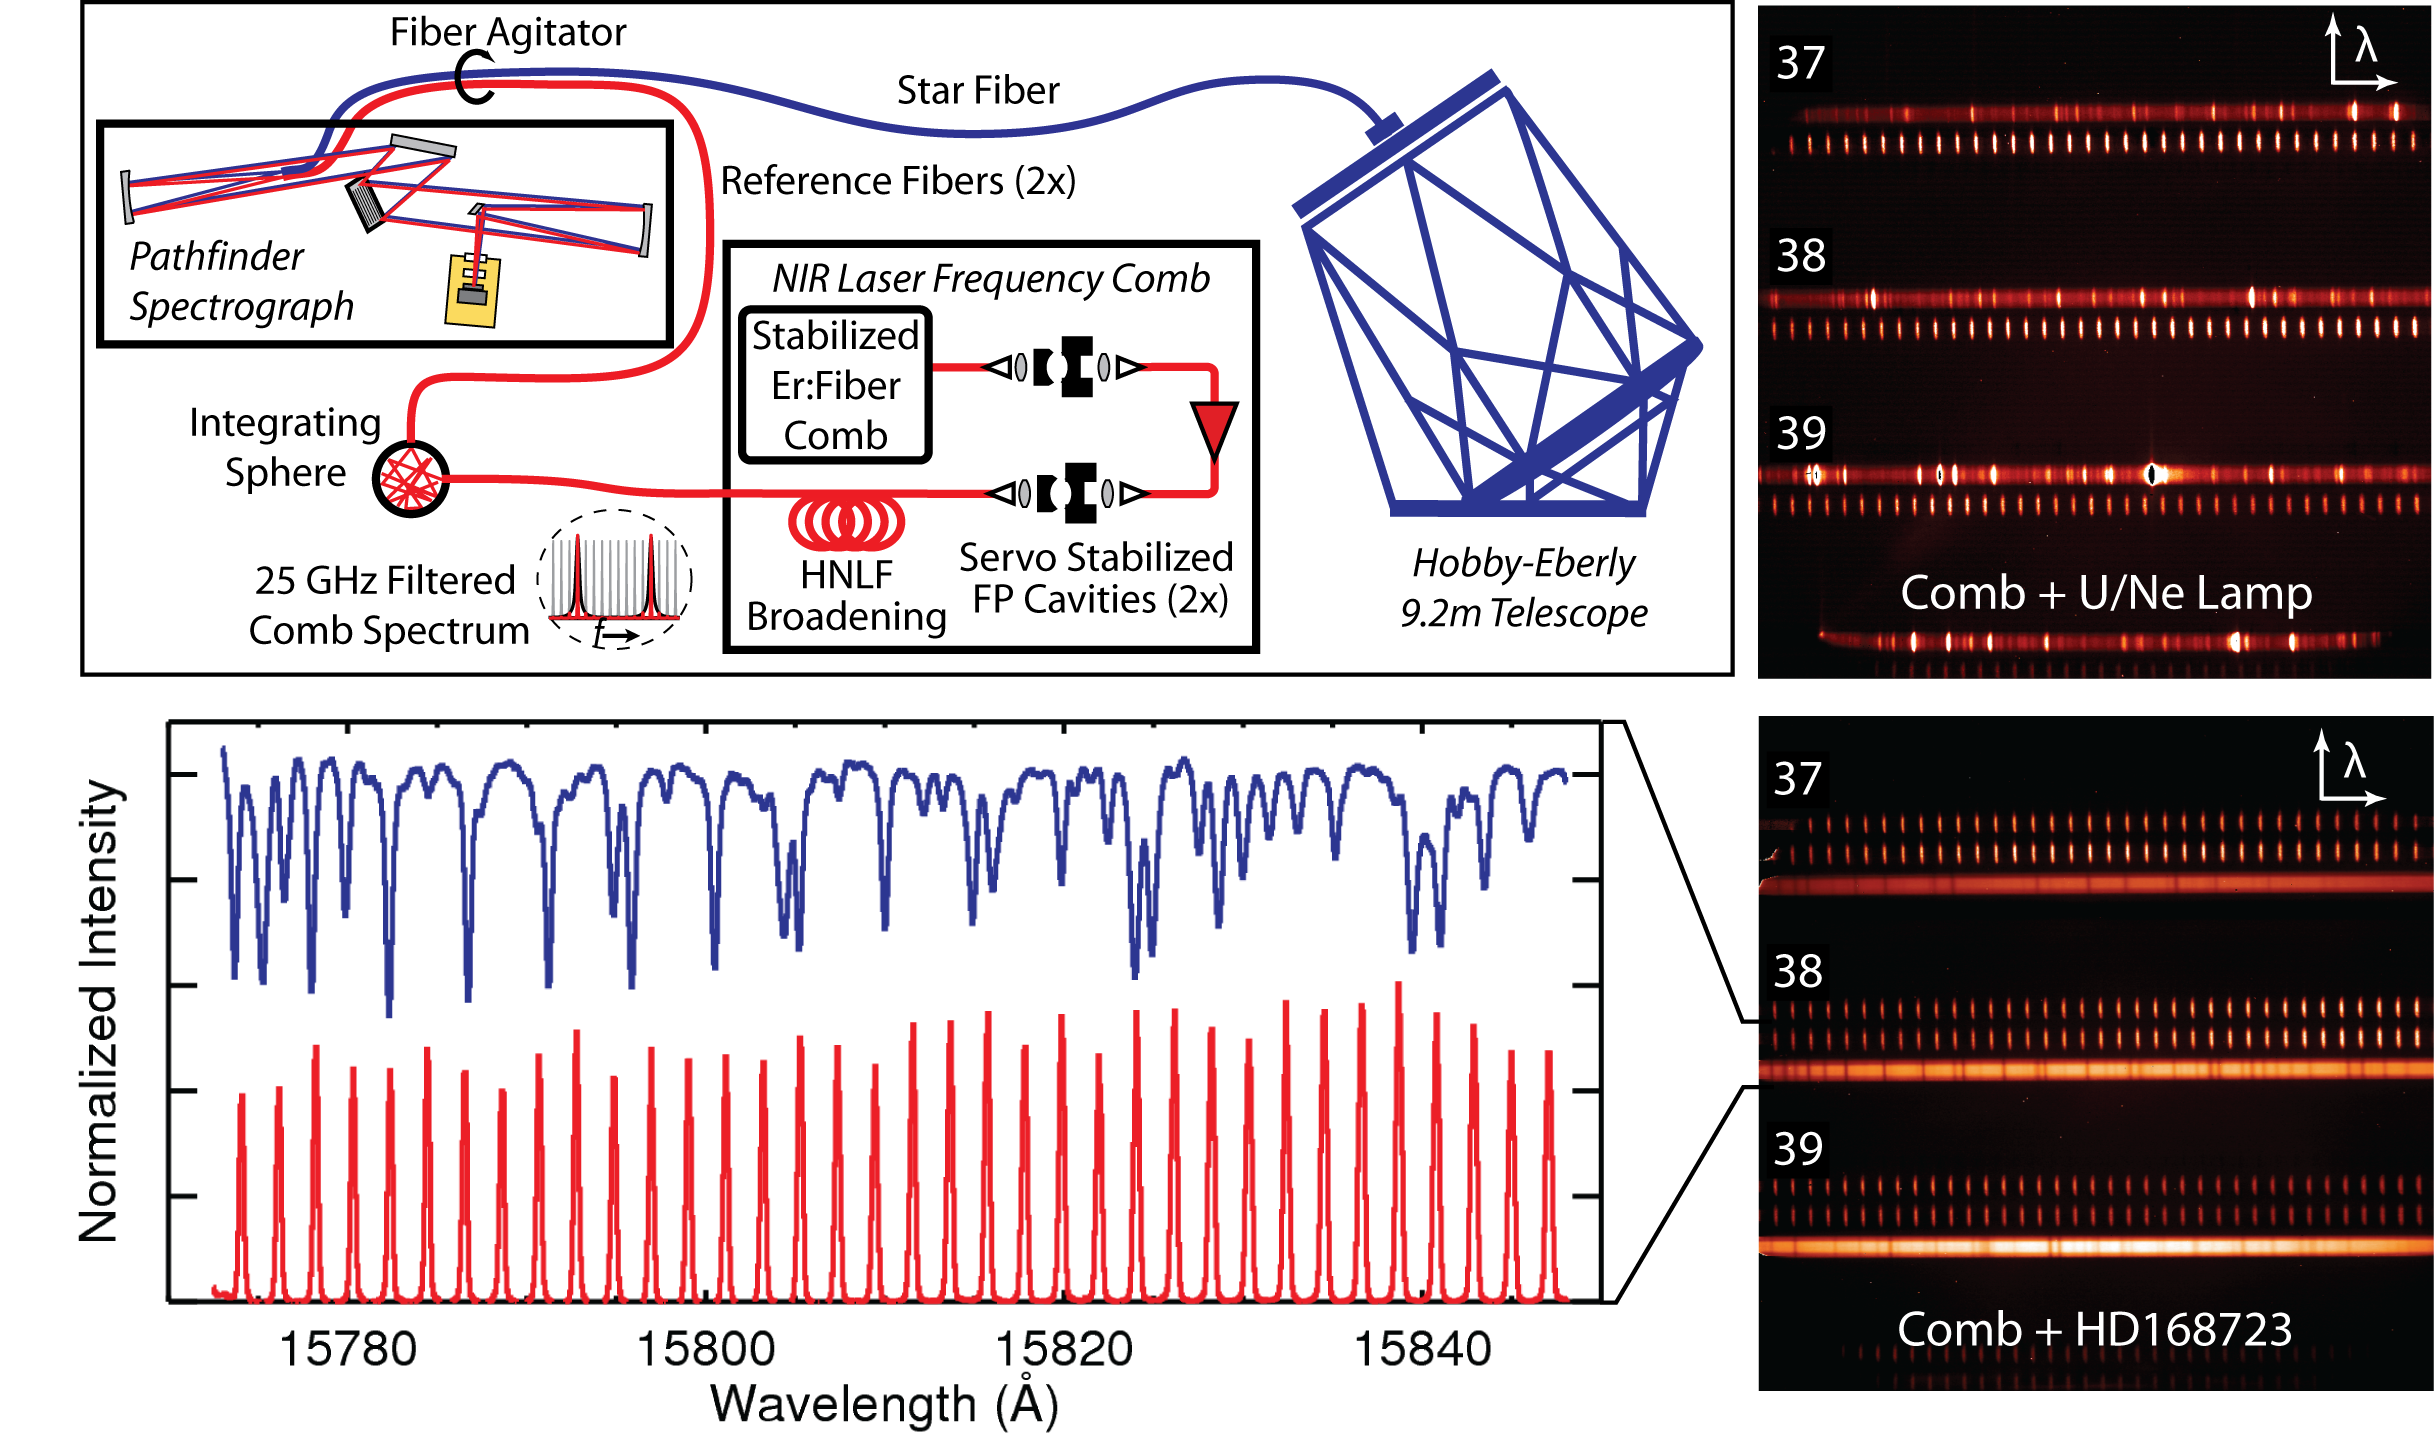 Fiber Agitator
Star Fiber
Reference Fibers (2x)
Pathfinder
Spectrograph
NIR Laser Frequency Comb
Stabilized
Er:Fiber
Comb
Integrating
Sphere
25 GHz Filtered
Comb Spectrum
f
HNLF
Broadening
Servo Stabilized
FP Cavities (2x)
Hobby-Eberly
9.2m Telescope
37
λ
38
39
Comb + U/Ne Lamp
Normalized Intensity
15780
15800
15820
15840
Wavelength (Å)
37
λ
38
39
Comb + HD168723